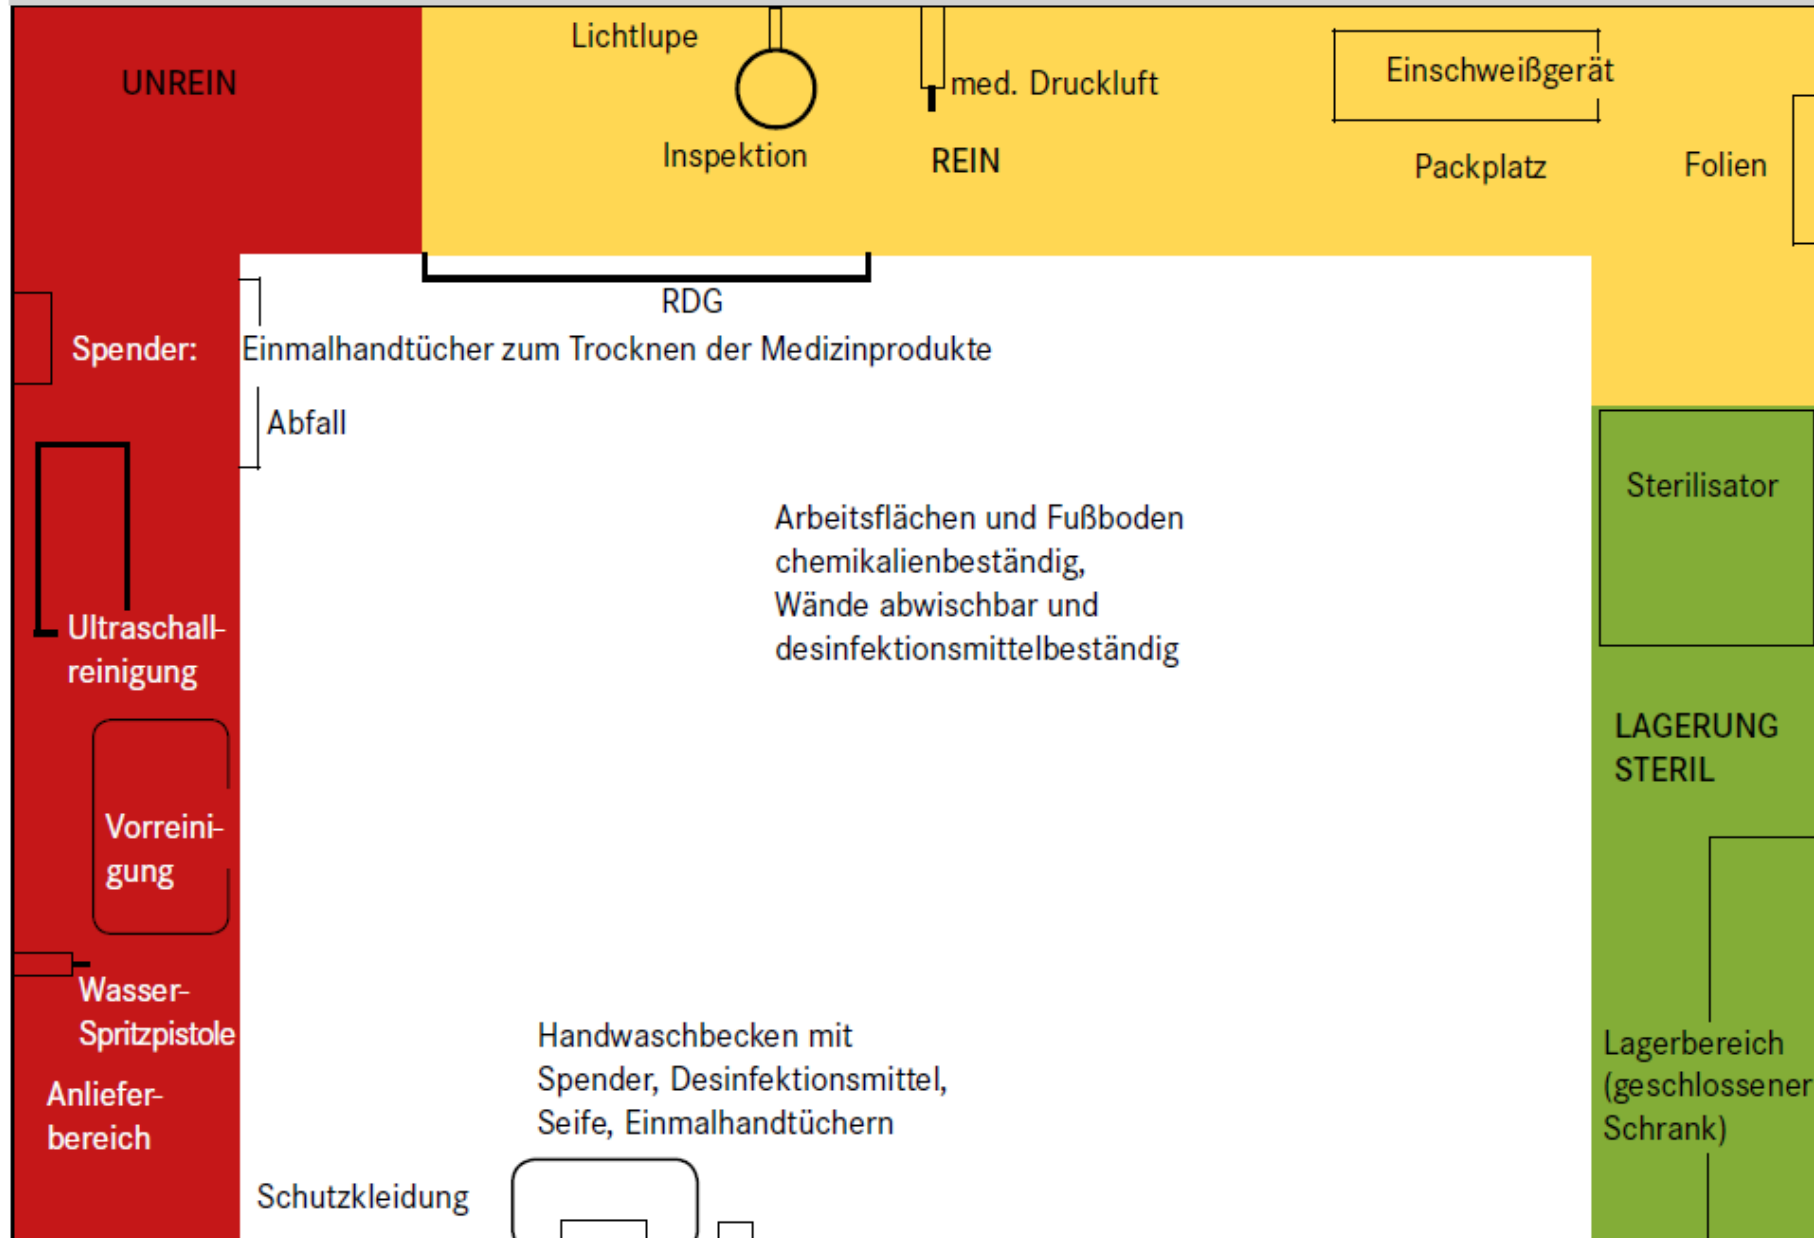 Lichtlupe
UNREIN
med. Druckluft
Einschweißgerät
Inspektion
REIN
Packplatz
Folien
RDG
Spender: Einmalhandtücher zum Trocknen der Medizinprodukte
Abfall
Sterilisator
Arbeitsflächen und Fußboden
chemikalienbeständig,
Wände abwischbar und
desinfektionsmittelbeständig
Ultraschall-
reinigung
LAGERUNG
STERIL
Vorreini-
gung
Wasser-
Spritzpistole
Handwaschbecken mit
Spender, Desinfektionsmittel,
Seife, Einmalhandtüchern
Lagerbereich
(geschlossener
Schrank)
Anliefer-
bereich
Schutzkleidung